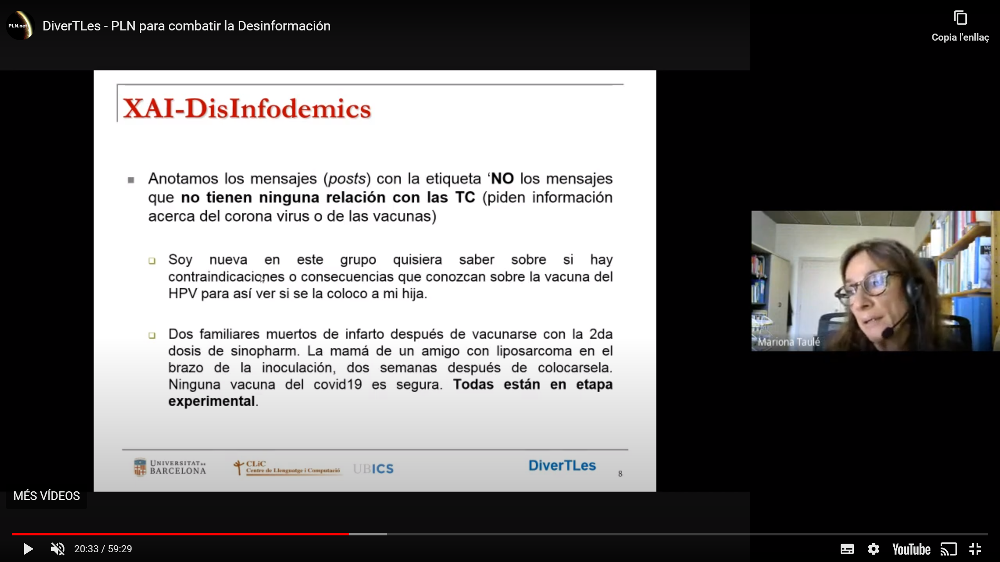 PLN.net
DiverTLes - PLN para combatir la Desinformación
Copia l'enllaç
XAI-DisInfodemics
Anotamos los mensajes (posts) con la etiqueta ‘NO los mensajes
que no tienen ninguna relación con las TC (piden información
acerca del corona virus o de las vacunas)
Soy nueva en este grupo quisiera saber sobre si hay
contraindicaciones o consecuencias que conozcan sobre la vacuna del
HPV para así ver si se la coloco a mi hija.
Dos familiares muertos de infarto después de vacunarse con la 2da
dosis de sinopharm. La mamá de un amigo con liposarcoma en el
brazo de la inoculación, dos semanas después de colocarsela.
Ninguna vacuna del covid19 es segura. Todas están en etapa
experimental.
Mariona Taulé
UNIVERSITAT DE
BARCELONA
CLiC
Centre de Llenguatge i Computació
UBICS
DiverTLes
8
MÉS VÍDEOS
20:33 / 59:29
YouTube